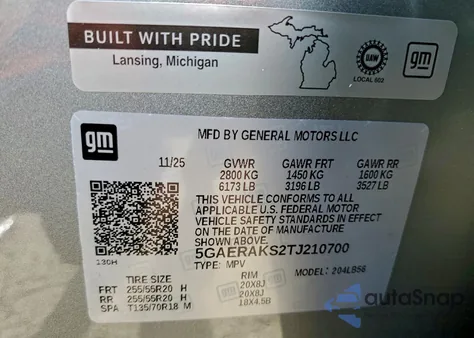 BUILT WITH PRIDE
Lansing, Michigan
UAW
LOCAL 602
gm
gm
MFD BY GENERAL MOTORS LLC
11/25 GVWR GAWR FRT GAWR RR
2800 KG 1450 KG 1600 KG
6173 LB 3196 LB 3527 LB
THIS VEHICLE CONFORMS TO ALL
APPLICABLE U.S. FEDERAL MOTOR
VEHICLE SAFETY STANDARDS IN EFFECT
ON THE DATE OF MANUFACTURE
SHOWN ABOVE.
5GAERAKS2TJ210700
TYPE: MPV MODEL: 204LBS6
130H
TIRE SIZE RIM
FRT 255/55R20 H 20X8J
RR 255/55R20 H 20X8J
SPA T135/70R18 M 18X4.5B
autoSnap